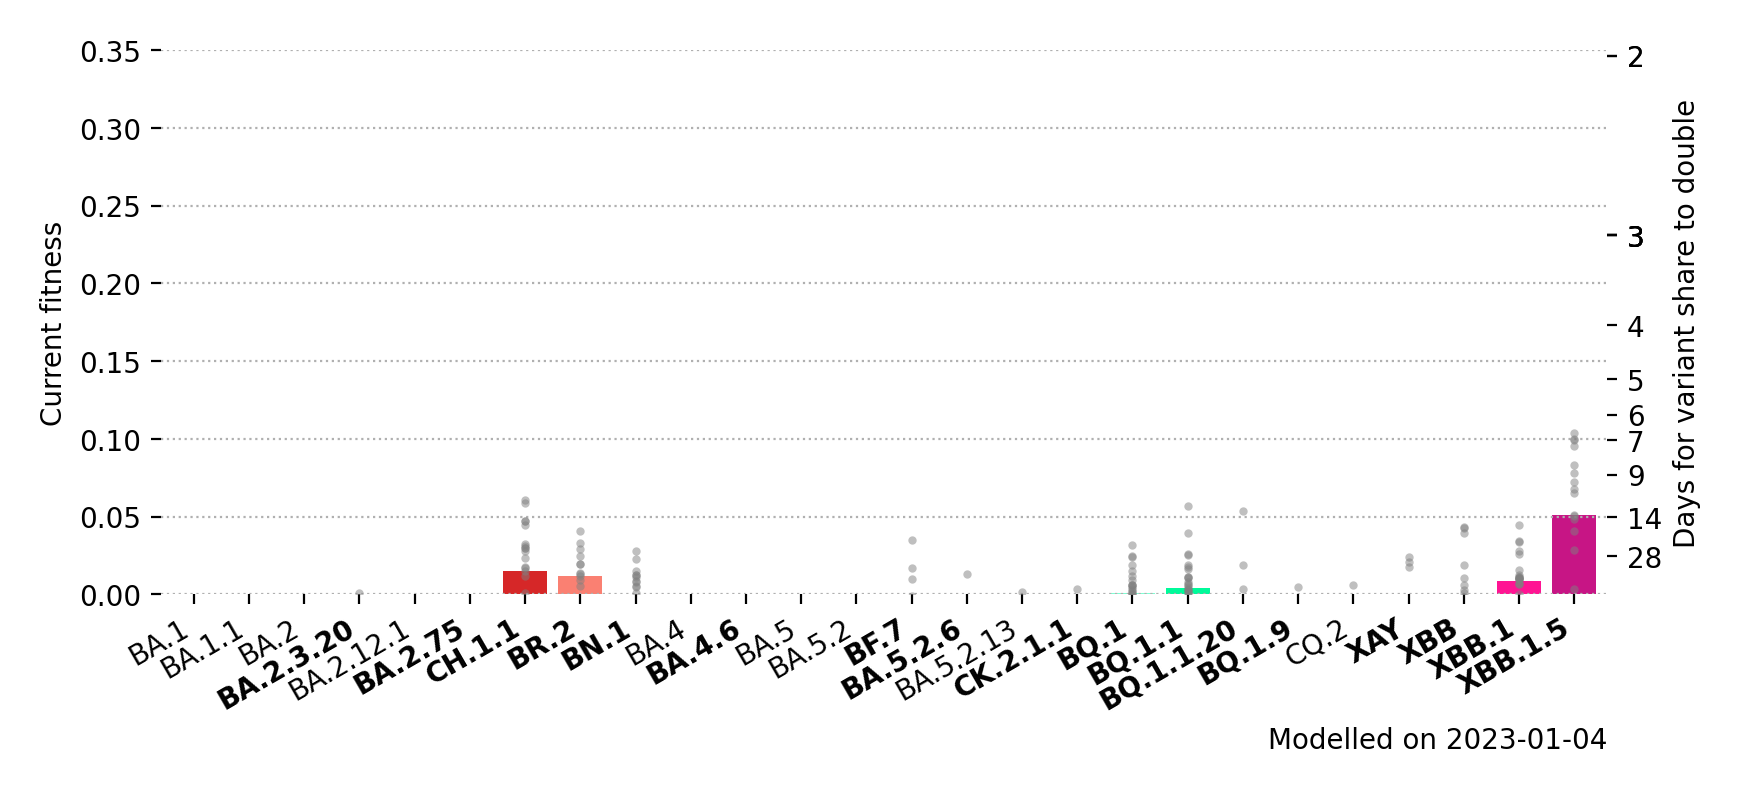 0.35
0.30
0.25
0.20
0.15
0.10
0.05
0.00
Current fitness
2
3
4
5
6
7
9
14
28
Days for variant share to double
BA.1
BA.1.1
BA.2
BA.2.3.20
BA.2.12.1
BA.2.75
CH.1.1
BR.2
BN.1
BA.4
BA.4.6
BA.5
BA.5.2
BF.7
BA.5.2.6
BA.5.2.13
CK.2.1.1
BQ.1
BQ.1.1
BQ.1.1.20
BQ.1.9
CQ.2
XAY
XBB
XBB.1
XBB.1.5
Modelled on 2023-01-04